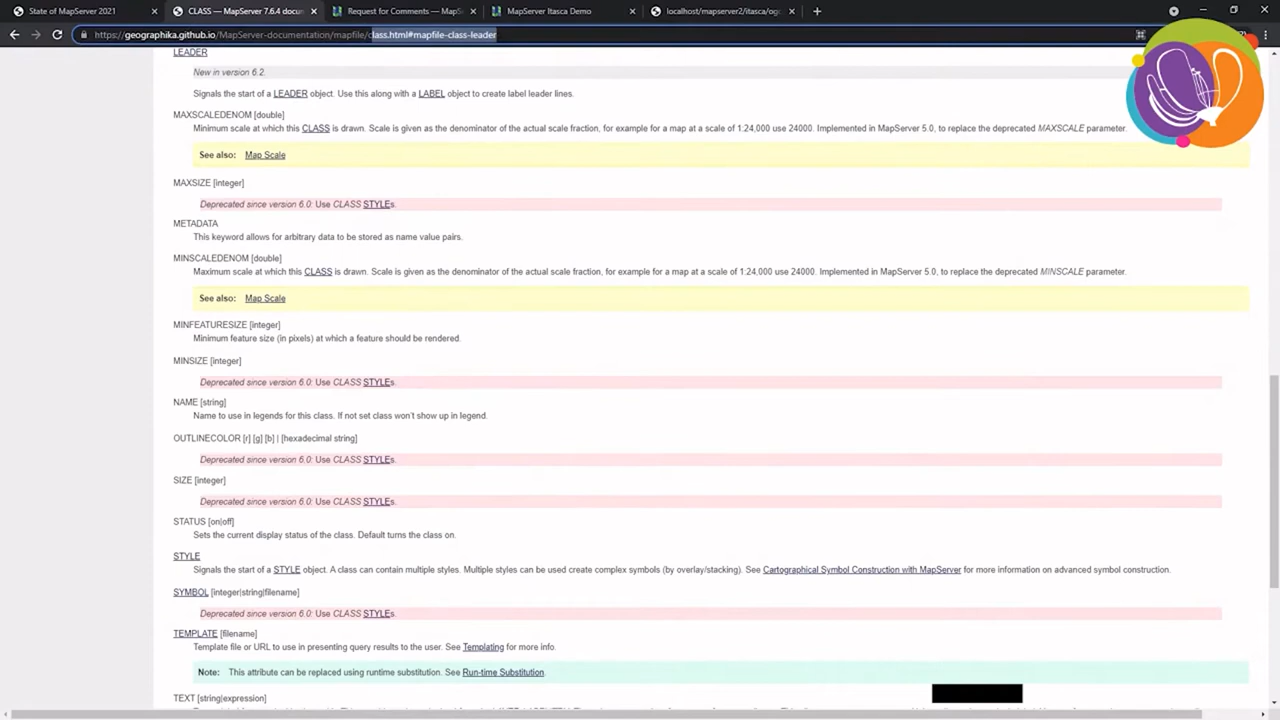 State of MapServer 2021
CLASS — MapServer 7.6.4 docum
Request for Comments — MapS
MapServer Itasca Demo
localhost/mapserver2/itasca/ogc
https://geographika.github.io/MapServer-documentation/mapfile/class.html#mapfile-class-leader
LEADER
New in version 6.2.
Signals the start of a LEADER object. Use this along with a LABEL object to create label leader lines.
MAXSCALEDENOM [double]
Minimum scale at which this CLASS is drawn. Scale is given as the denominator of the actual scale fraction, for example for a map at a scale of 1:24,000 use 24000. Implemented in MapServer 5.0, to replace the deprecated MAXSCALE parameter.
See also: Map Scale
MAXSIZE [integer]
Deprecated since version 6.0: Use CLASS STYLEs.
METADATA
This keyword allows for arbitrary data to be stored as name value pairs.
MINSCALEDENOM [double]
Maximum scale at which this CLASS is drawn. Scale is given as the denominator of the actual scale fraction, for example for a map at a scale of 1:24,000 use 24000. Implemented in MapServer 5.0, to replace the deprecated MINSCALE parameter.
See also: Map Scale
MINFEATURESIZE [integer]
Minimum feature size (in pixels) at which a feature should be rendered.
MINSIZE [integer]
Deprecated since version 6.0: Use CLASS STYLEs.
NAME [string]
Name to use in legends for this class. If not set class won't show up in legend.
OUTLINECOLOR [r] [g] [b] | [hexadecimal string]
Deprecated since version 6.0: Use CLASS STYLEs.
SIZE [integer]
Deprecated since version 6.0: Use CLASS STYLEs.
STATUS [on|off]
Sets the current display status of the class. Default turns the class on.
STYLE
Signals the start of a STYLE object. A class can contain multiple styles. Multiple styles can be used create complex symbols (by overlay/stacking). See Cartographical Symbol Construction with MapServer for more information on advanced symbol construction.
SYMBOL [integer|string|filename]
Deprecated since version 6.0: Use CLASS STYLEs.
TEMPLATE [filename]
Template file or URL to use in presenting query results to the user. See Templating for more info.
Note: This attribute can be replaced using runtime substitution. See Run-time Substitution.
TEXT [string|expression]